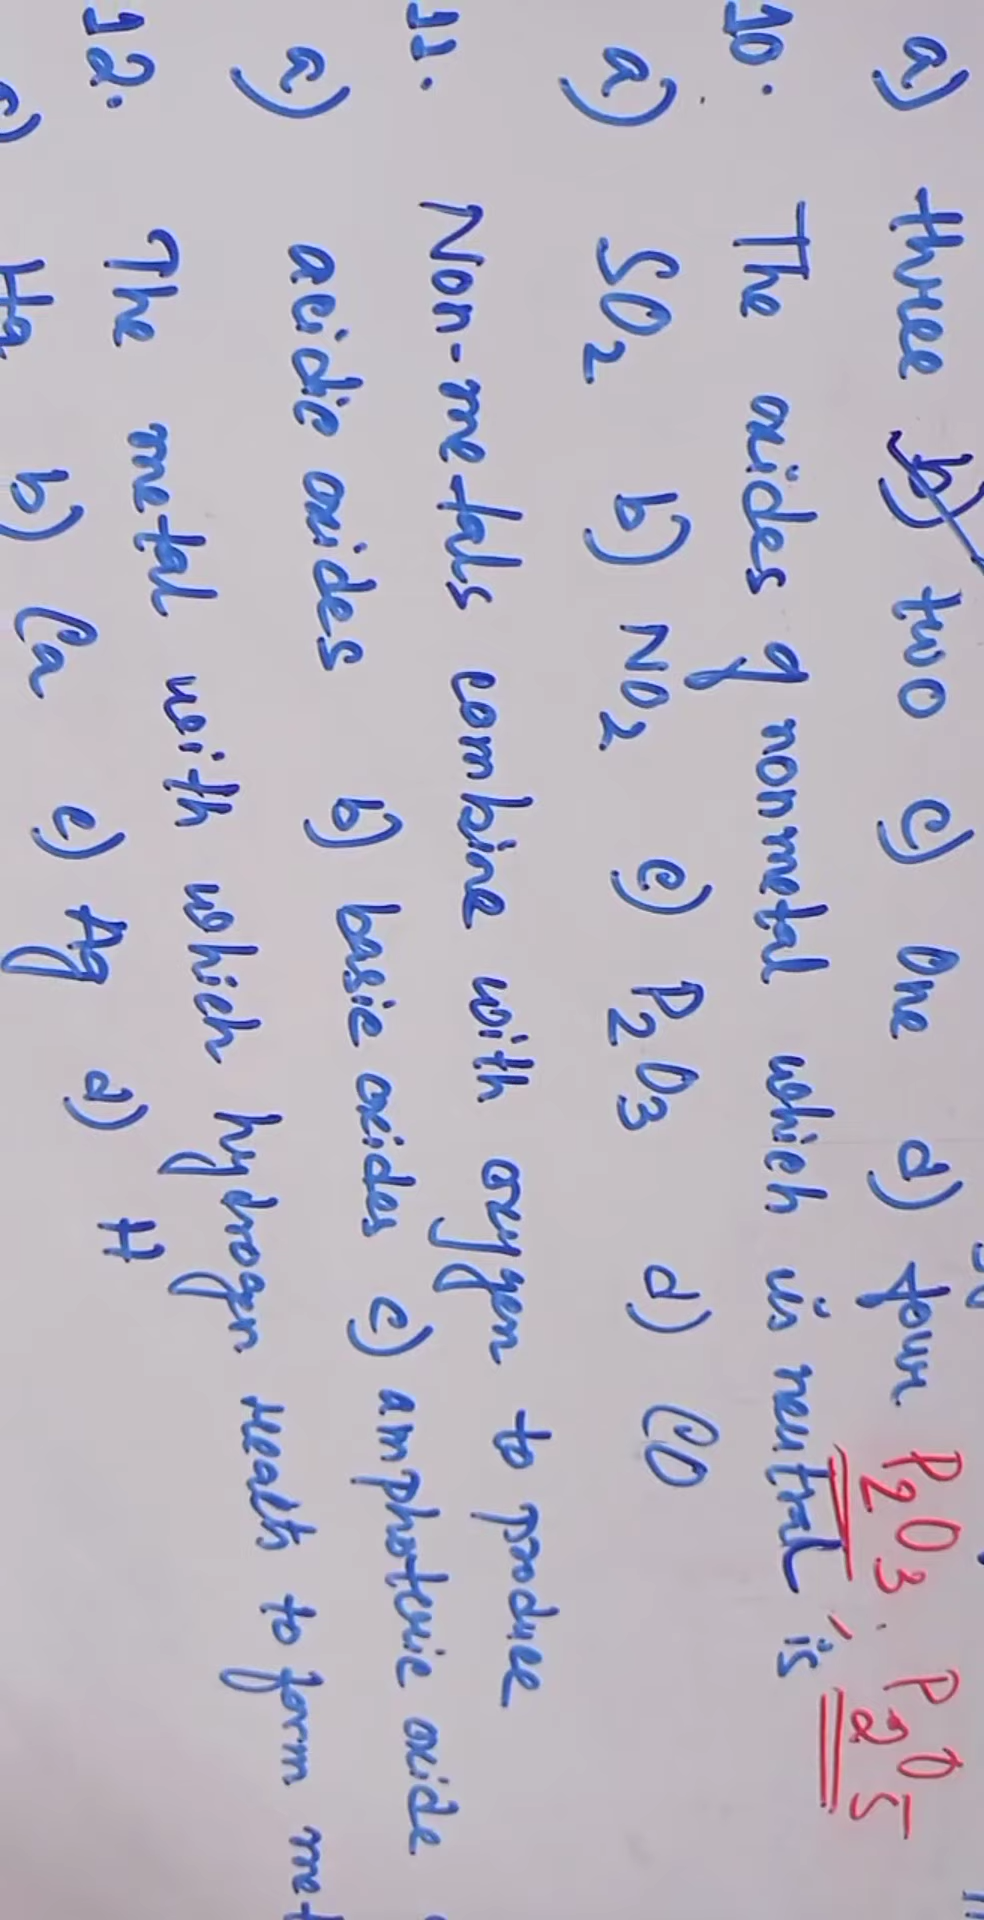 a) three b) two c) One d) four P2O3, P2O5
10. The oxides of nonmetal which is neutral is
a) SO2 b) NO2 c) P2O3 d) CO
11. Non-metals combine with oxygen to produce
a) acidic oxides b) basic oxides c) amphoteric oxide
12. The metal with which hydrogen reacts to form met
b) Ca c) Ag d) H